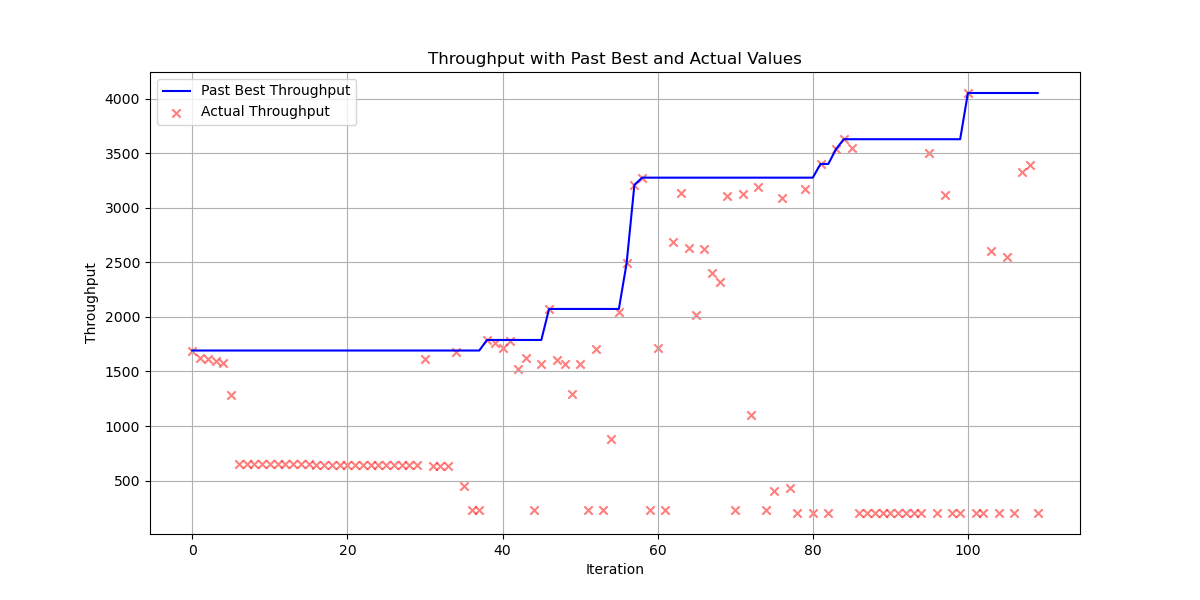 Throughput with Past Best and Actual Values
Past Best Throughput
Actual Throughput
Throughput
4000
3500
3000
2500
2000
1500
1000
500
0 20 40 60 80 100
Iteration